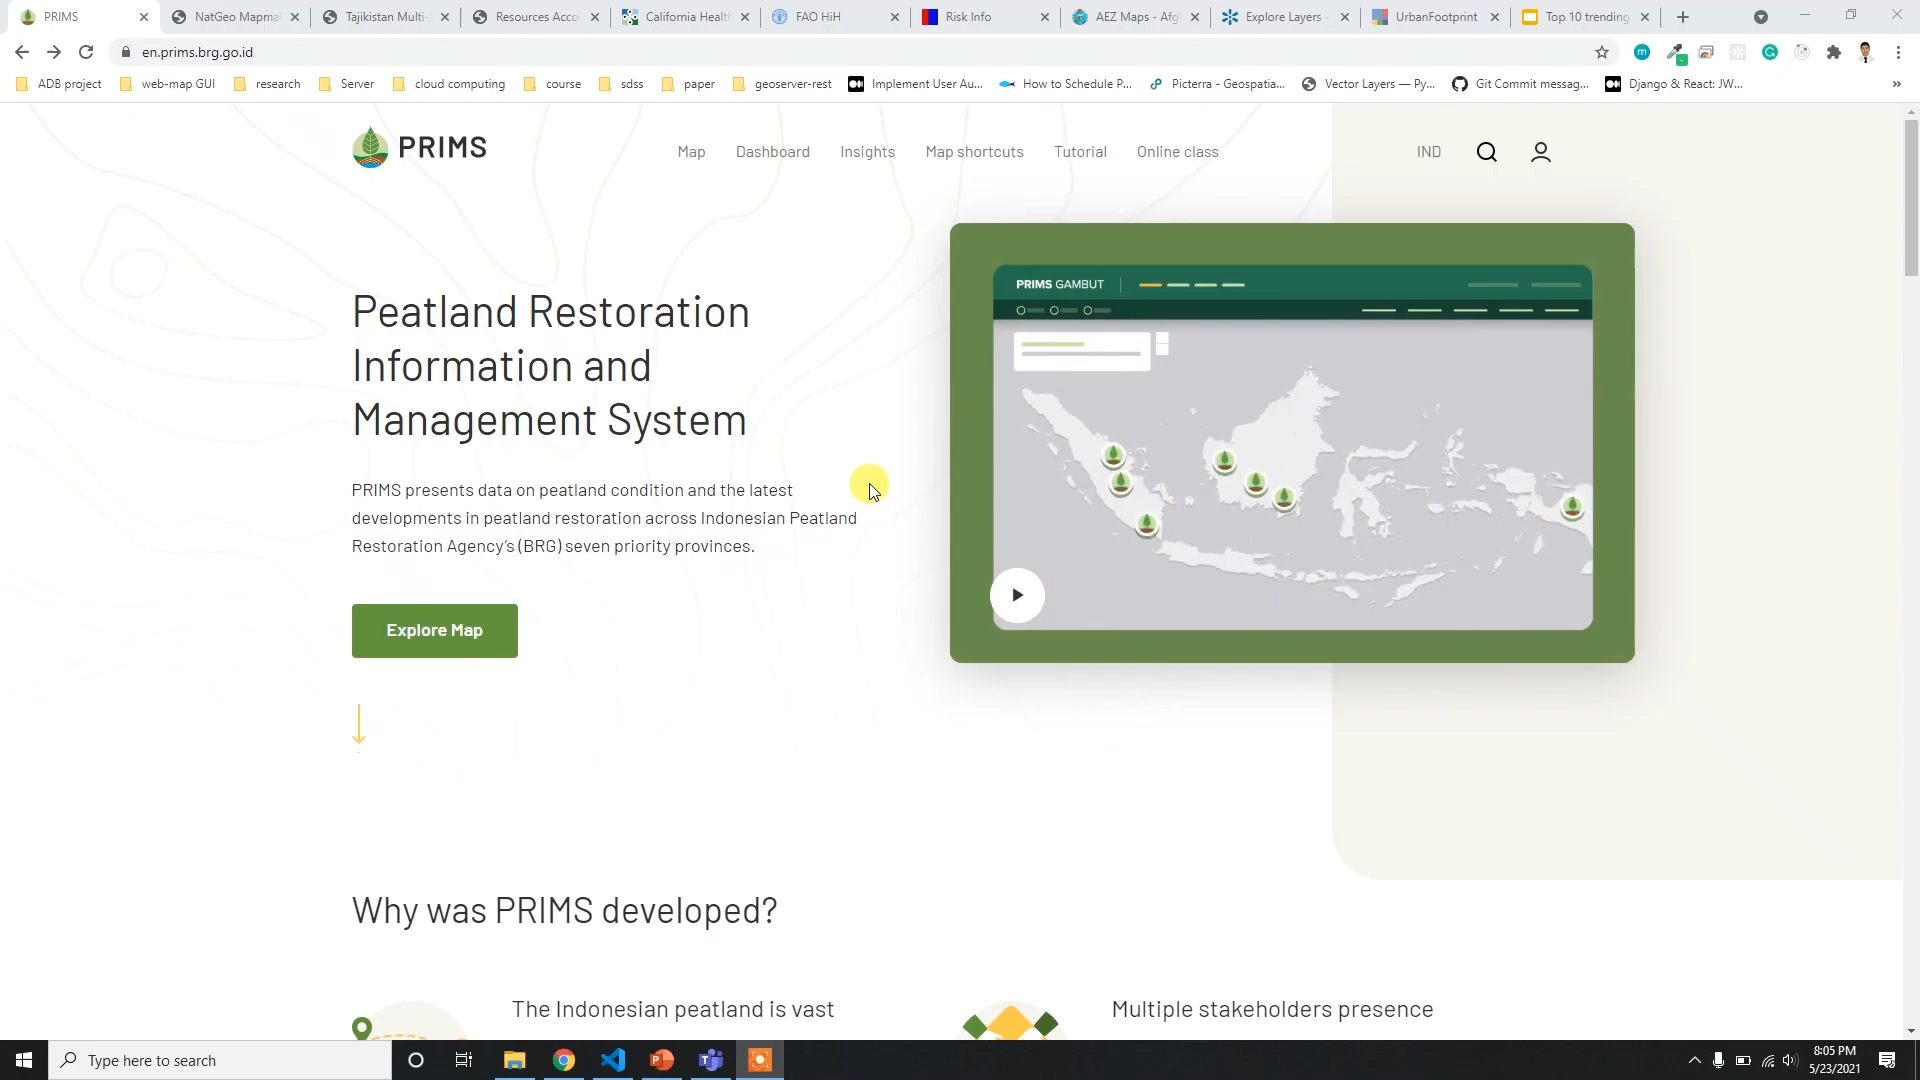 PRIMS
NatGeo Mapma
Tajikistan Multi-
Resources Acco
California Healt
FAO HiH
Risk Info
AEZ Maps - Afg
Explore Layers -
UrbanFootprint
Top 10 trending
en.prims.brg.go.id
ADB project
web-map GUI
research
Server
cloud computing
course
sdss
paper
geoserver-rest
Implement User Au...
How to Schedule P...
Picterra - Geospatia...
Vector Layers — Py...
Git Commit messag...
Django & React: JW...
PRIMS
Map
Dashboard
Insights
Map shortcuts
Tutorial
Online class
IND
Peatland Restoration
Information and
Management System
PRIMS presents data on peatland condition and the latest
developments in peatland restoration across Indonesian Peatland
Restoration Agency's (BRG) seven priority provinces.
Explore Map
PRIMS GAMBUT
Why was PRIMS developed?
The Indonesian peatland is vast
Multiple stakeholders presence
Type here to search
8:05 PM
5/23/2021